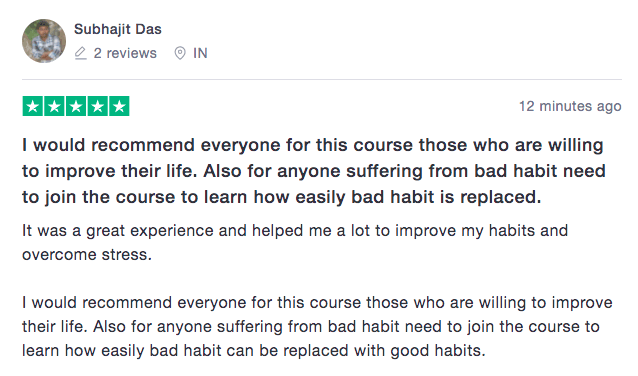 Subhajit Das
2 reviews IN
12 minutes ago
I would recommend everyone for this course those who are willing
to improve their life. Also for anyone suffering from bad habit need
to join the course to learn how easily bad habit is replaced.
It was a great experience and helped me a lot to improve my habits and
overcome stress.
I would recommend everyone for this course those who are willing to improve
their life. Also for anyone suffering from bad habit need to join the course to
learn how easily bad habit can be replaced with good habits.